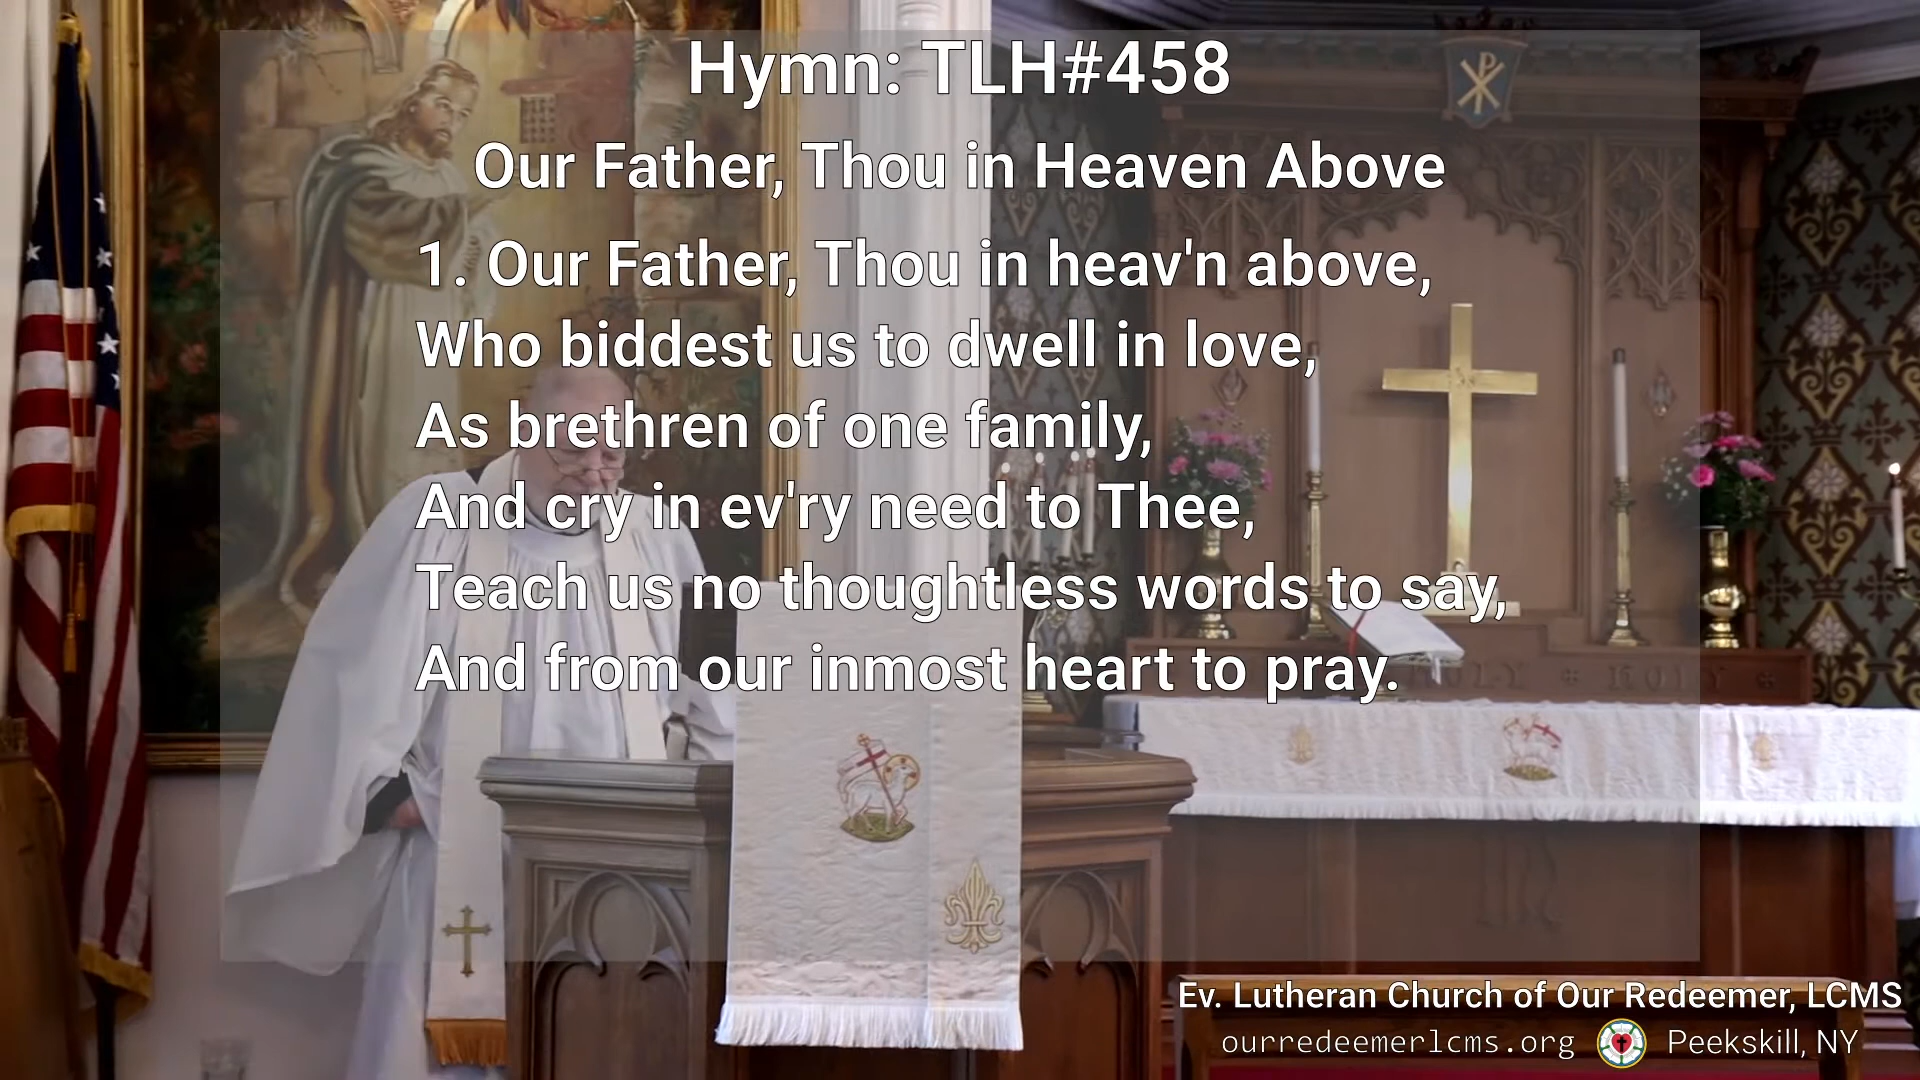 Hymn: TLH#458
Our Father, Thou in Heaven Above
1. Our Father, Thou in heav'n above,
Who biddest us to dwell in love,
As brethren of one family,
And cry in ev'ry need to Thee,
Teach us no thoughtless words to say,
And from our inmost heart to pray.
HOLY + HOLY +
Ev. Lutheran Church of Our Redeemer, LCMS
ourredeemerlcms.org Peekskill, NY